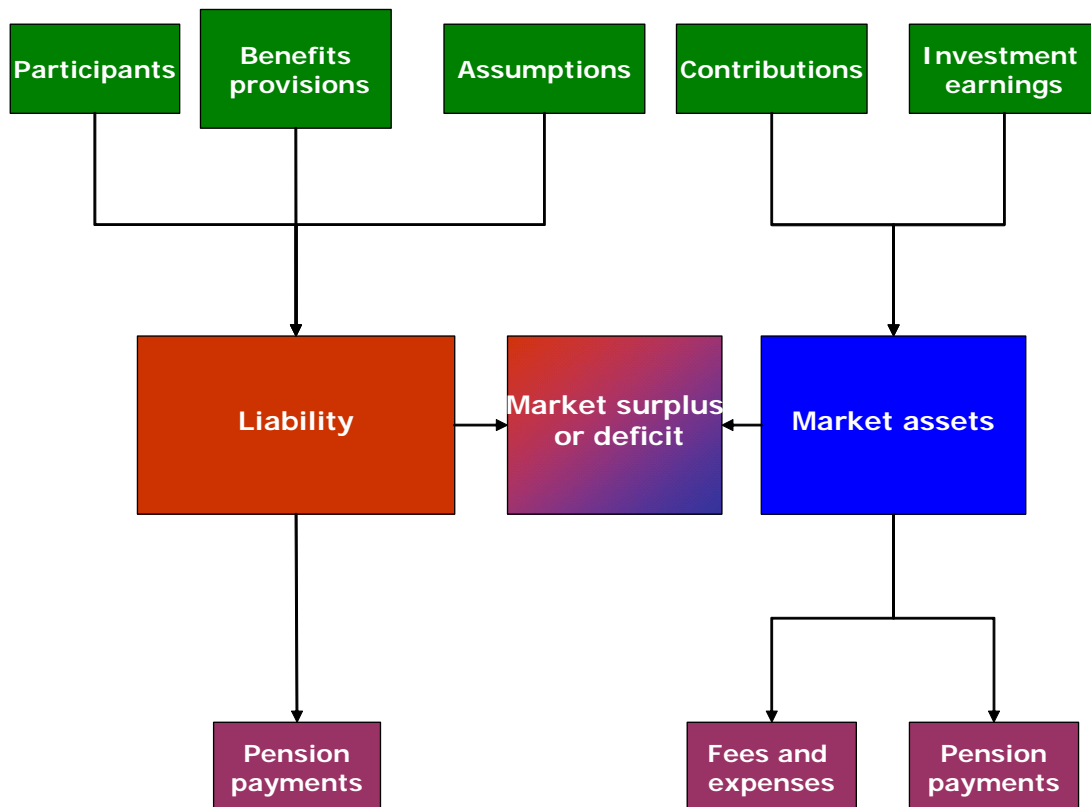 Participants
Benefits
provisions
Assumptions
Contributions
Investment
earnings
Liability
Market surplus
or deficit
Market assets
Pension
payments
Fees and
expenses
Pension
payments